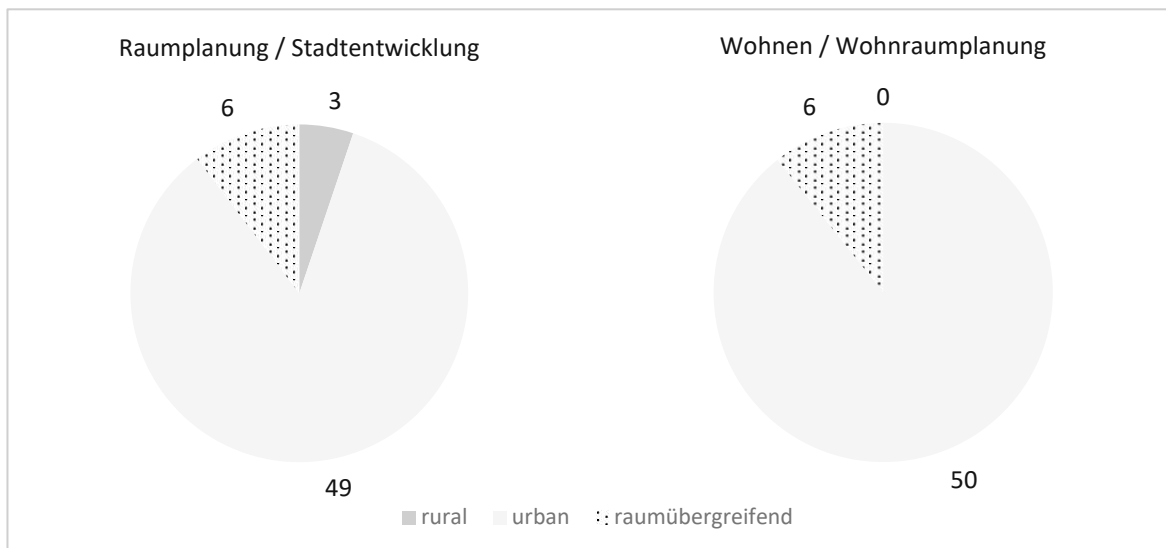 Raumplanung / Stadtentwicklung
6
3
49
Wohnen / Wohnraumplanung
6
0
50
rural urban raumübergreifend